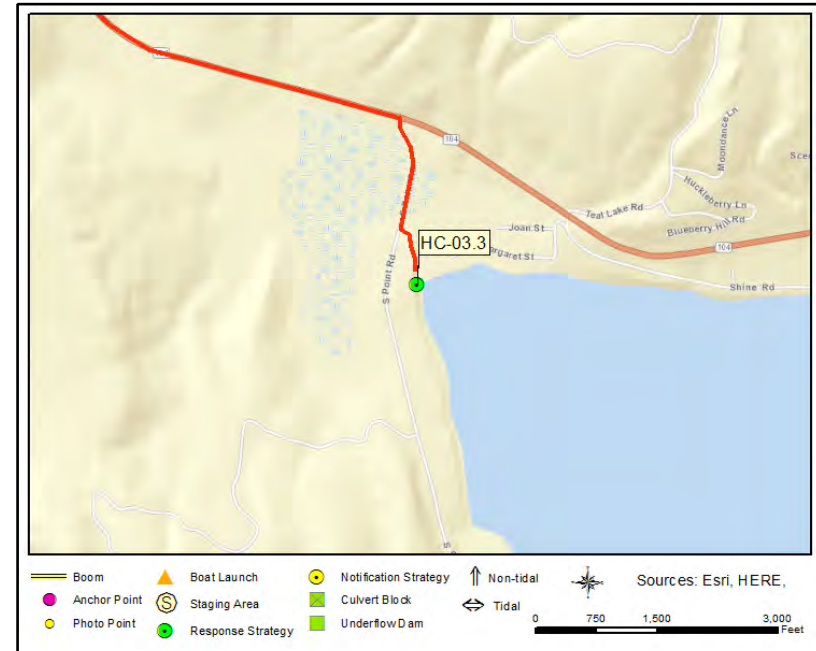 104
104
Moondance Ln
Huckleberry Ln
Teal Lake Rd
Blueberry Hill Rd
Joan St
104
HC-03.3
argaret St
S Point Rd
Shine Rd
Boom
Boat Launch
Notification Strategy
Non-tidal
Sources: Esri, HERE,
Anchor Point
S
Staging Area
Culvert Block
Tidal
Photo Point
Response Strategy
Underflow Dam
0 750 1,500 3,000
Feet